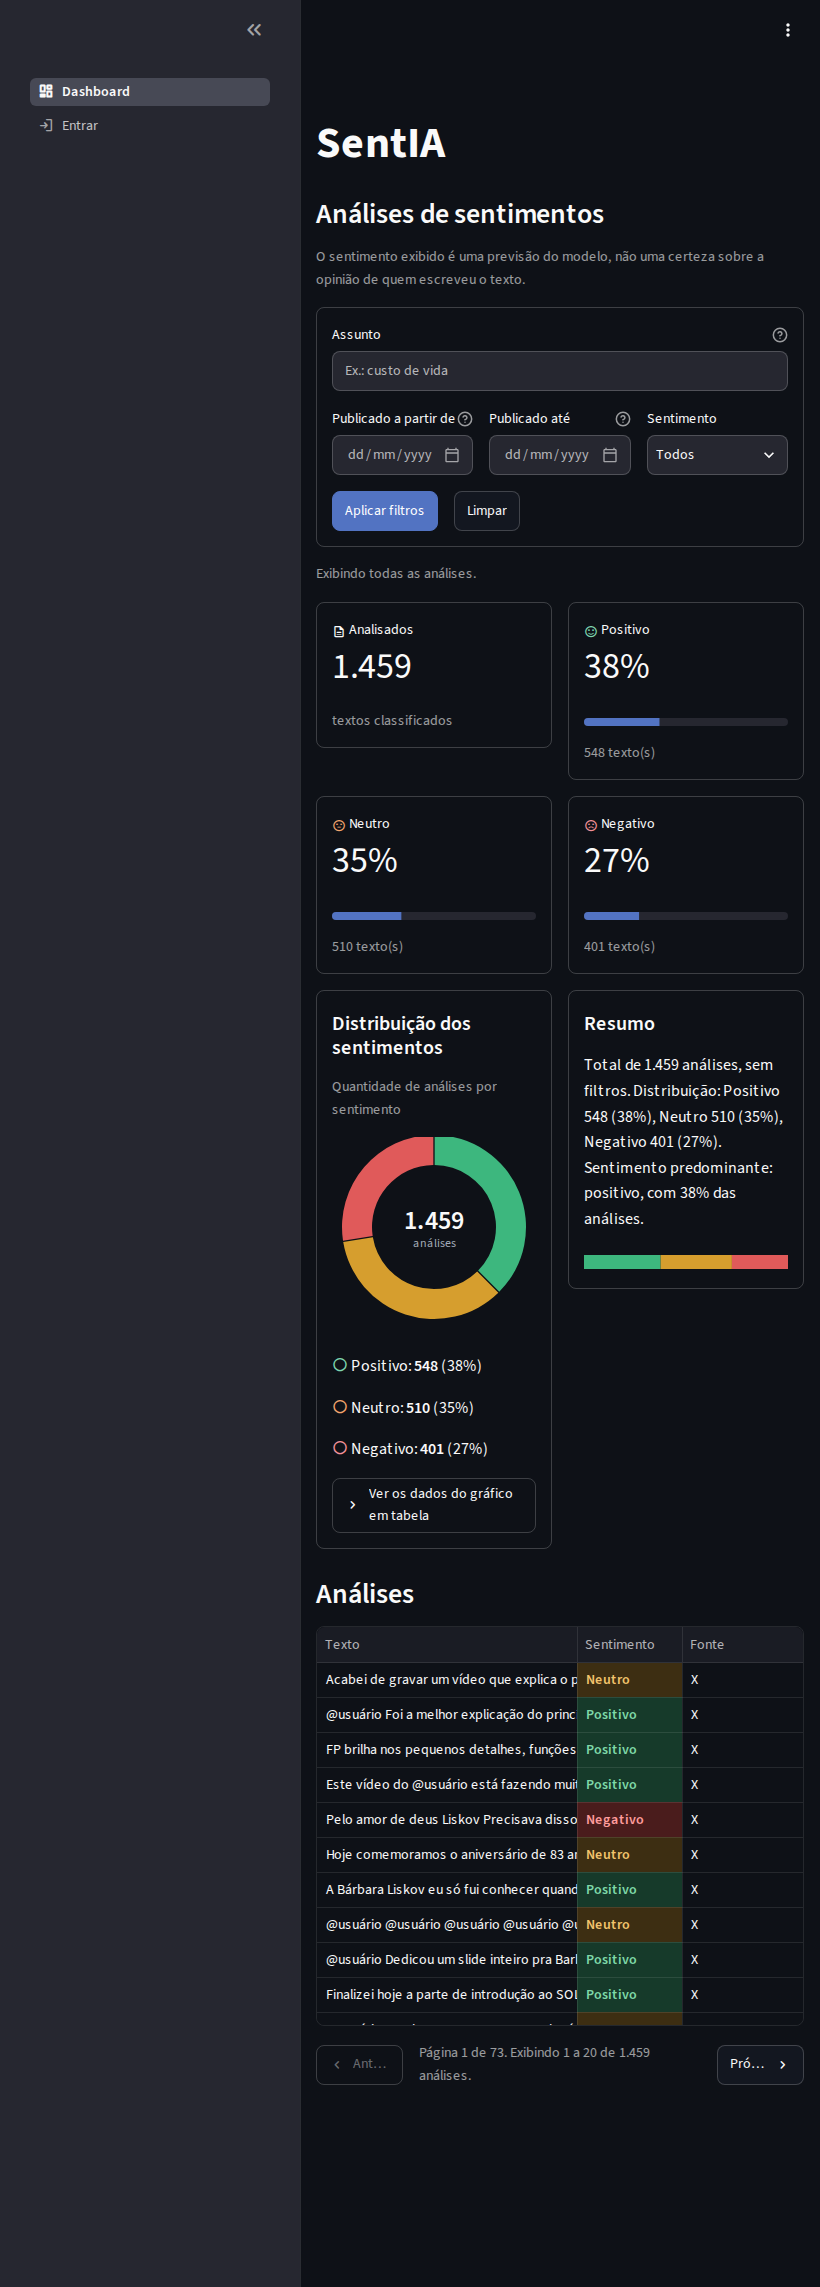 Dashboard
Entrar
SentIA
Análises de sentimentos
O sentimento exibido é uma previsão do modelo, não uma certeza sobre a
opinião de quem escreveu o texto.
Assunto
Ex.: custo de vida
Publicado a partir de
Publicado até
Sentimento
dd/mm/yyyy
dd/mm/yyyy
Todos
Aplicar filtros
Limpar
Exibindo todas as análises.
Analisados
1.459
textos classificados
Positivo
38%
548 texto(s)
Neutro
35%
510 texto(s)
Negativo
27%
401 texto(s)
Distribuição dos
sentimentos
Quantidade de análises por
sentimento
1.459
análises
Positivo: 548 (38%)
Neutro: 510 (35%)
Negativo: 401 (27%)
Ver os dados do gráfico
em tabela
Resumo
Total de 1.459 análises, sem
filtros. Distribuição: Positivo
548 (38%), Neutro 510 (35%),
Negativo 401 (27%).
Sentimento predominante:
positivo, com 38% das
análises.
Análises
Texto Sentimento Fonte
Acabei de gravar um vídeo que explica o p Neutro X
@usuário Foi a melhor explicação do princ Positivo X
FP brilha nos pequenos detalhes, funções Positivo X
Este vídeo do @usuário está fazendo muit Positivo X
Pelo amor de deus Liskov Precisava disso Negativo X
Hoje comemoramos o aniversário de 83 an Neutro X
A Bárbara Liskov eu só fui conhecer quand Positivo X
@usuário @usuário @usuário @usuário @u Neutro X
@usuário Dedicou um slide inteiro pra Barl Positivo X
Finalizei hoje a parte de introdução ao SOL Positivo X
Ant…
Página 1 de 73. Exibindo 1 a 20 de 1.459
análises.
Pró…